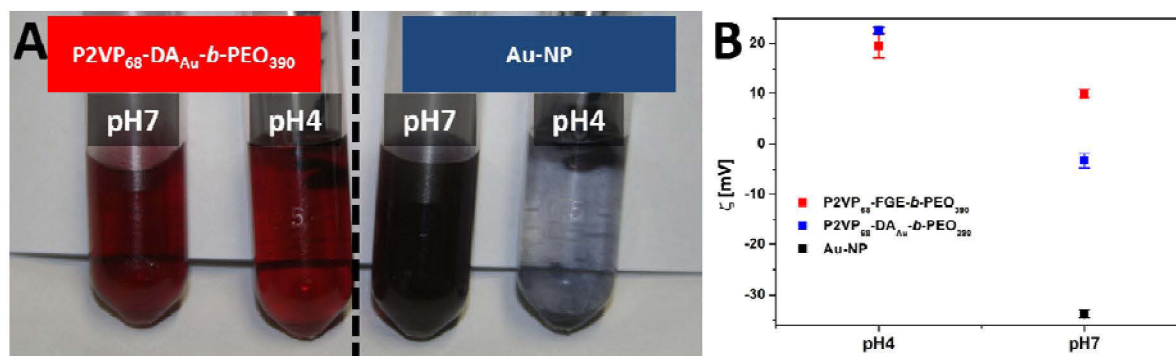 A
P2VP68-DAAu-b-PEO390
Au-NP
pH7
pH4
pH7
pH4
5
B
20
10
0
-10
-20
-30
ζ [mV]
P2VP68-FGE-b-PEO390
P2VP68-DAAu-b-PEO390
Au-NP
pH4
pH7